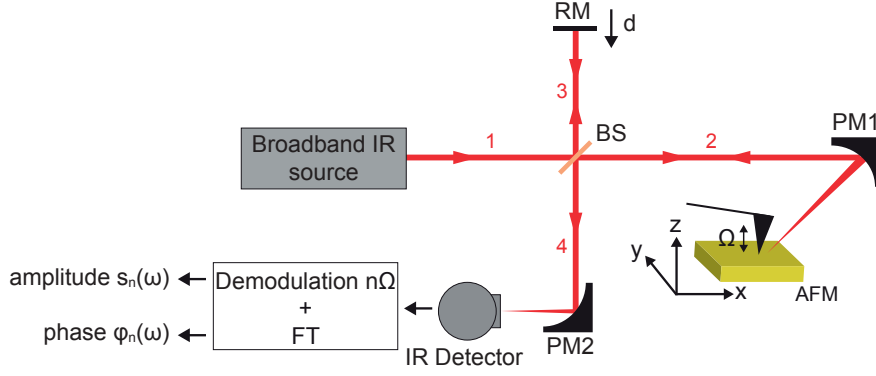 RM
d
3
BS
PM1
Broadband IR
source
1
2
4
Ω
z
y
x
AFM
amplitude sₙ(ω)
phase φₙ(ω)
Demodulation nΩ
+
FT
IR Detector
PM2